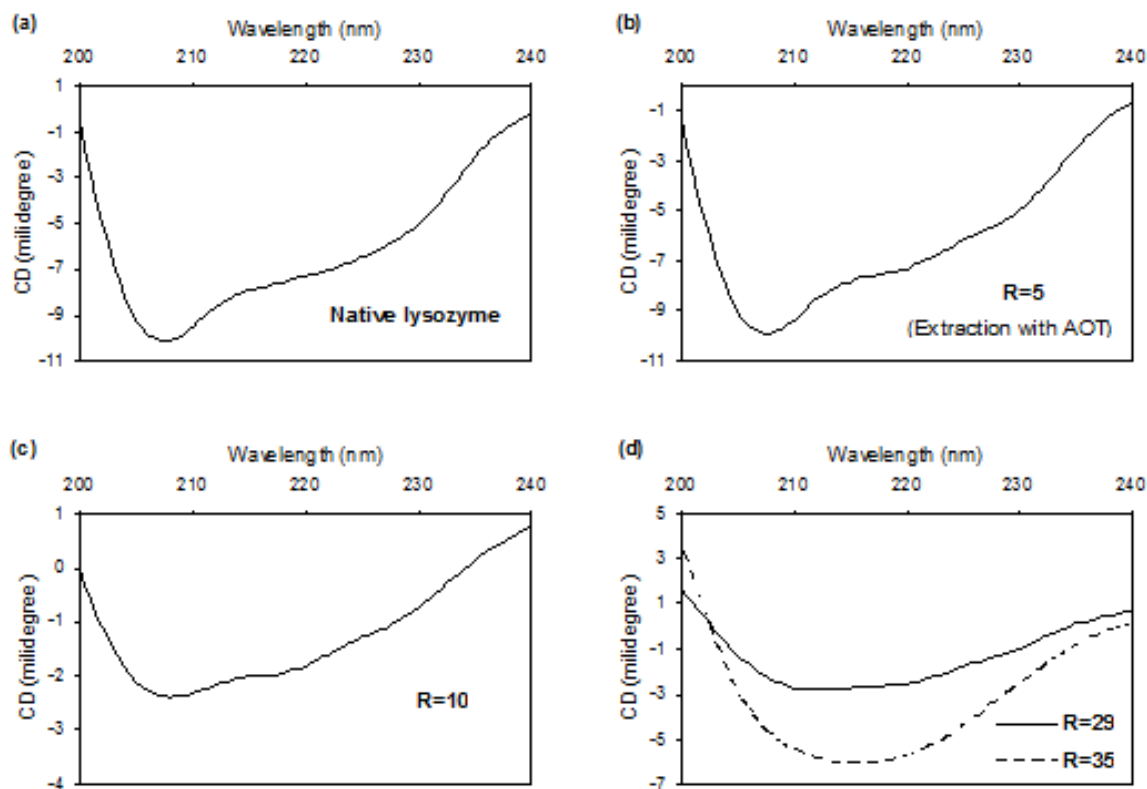 (a)
Wavelength (nm)
200 210 220 230 240
1
-1
-3
-5
-7
-9
-11
CD (milidegree)
Native lysozyme
(b)
Wavelength (nm)
200 210 220 230 240
-1
-3
-5
-7
-9
-11
CD (milidegree)
R=5
(Extraction with AOT)
(c)
Wavelength (nm)
200 210 220 230 240
1
0
-1
-2
-3
-4
CD (milidegree)
R=10
(d)
Wavelength (nm)
200 210 220 230 240
5
3
1
-1
-3
-5
-7
CD (milidegree)
R=29
R=35